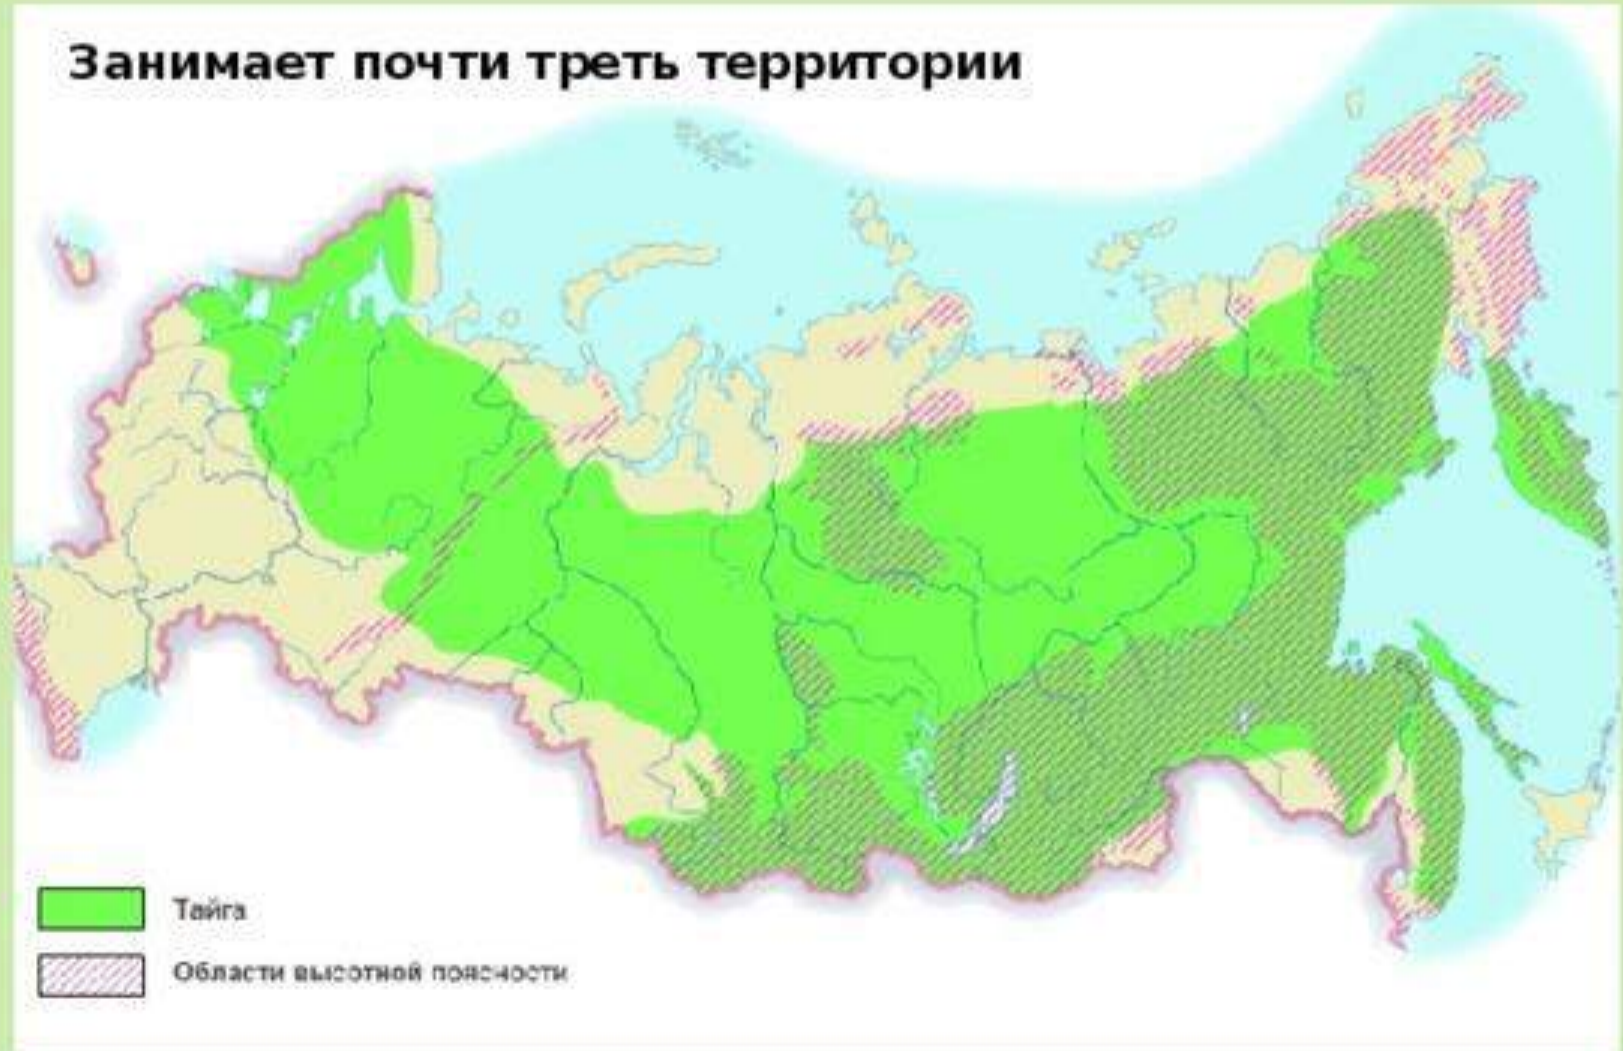 Занимает почти треть территории
Тайга
Области высотной поясности